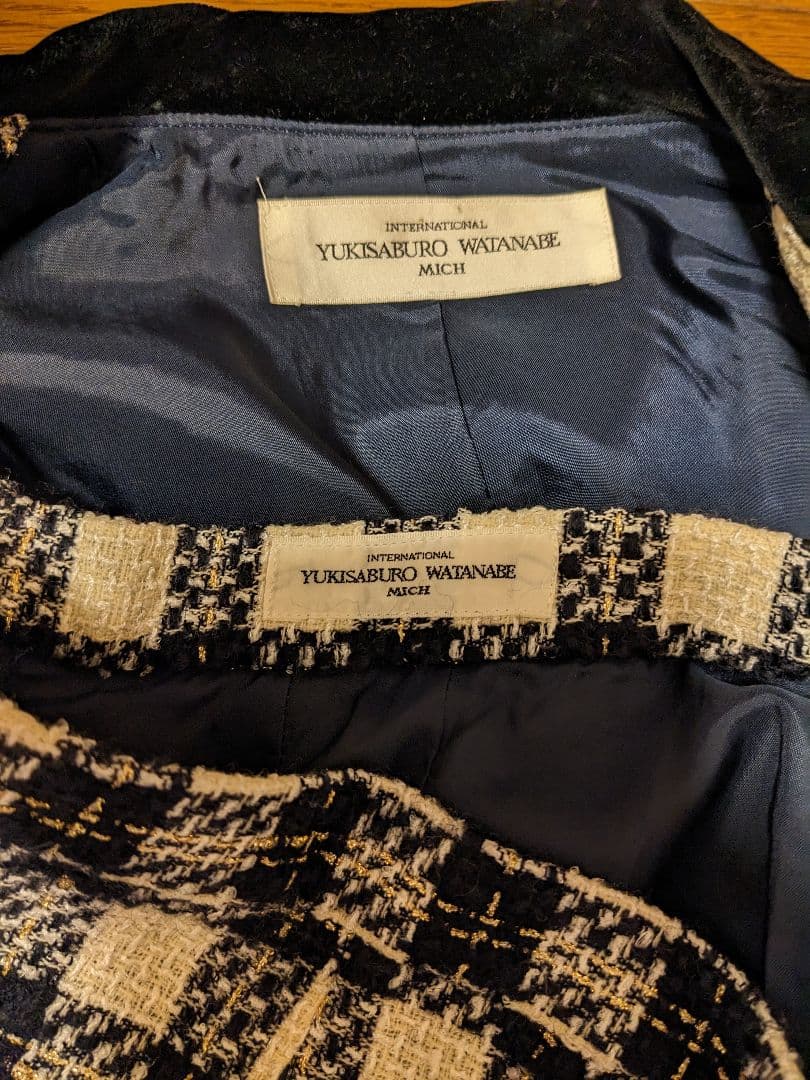 INTERNATIONAL
YUKISABURO WATANABE
MICH
INTERNATIONAL
YUKISABURO WATANABE
MICH